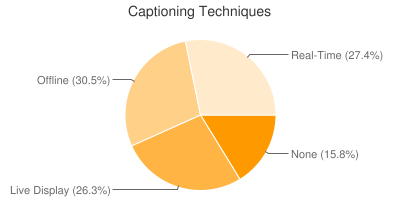 Captioning Techniques
Real-Time (27.4%)
Offline (30.5%)
None (15.8%)
Live Display (26.3%)